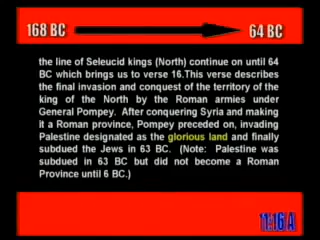 168 BC 64 BC
the line of Seleucid kings (North) continue on until 64
BC which brings us to verse 16.This verse describes
the final invasion and conquest of the territory of the
king of the North by the Roman armies under
General Pompey. After conquering Syria and making
it a Roman province, Pompey preceded on, invading
Palestine designated as the glorious land and finally
subdued the Jews in 63 BC. (Note: Palestine was
subdued in 63 BC but did not become a Roman
Province until 6 BC.)
11:16 A